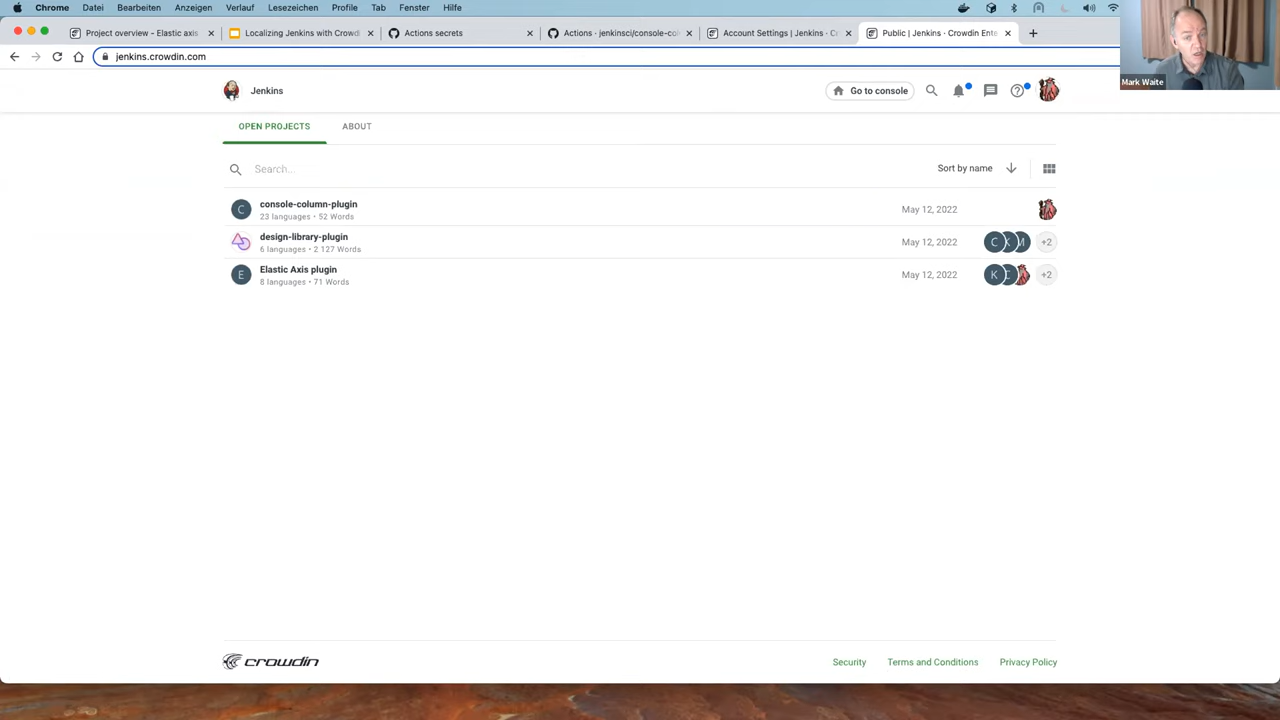 Chrome Datei Bearbeiten Anzeigen Verlauf Lesezeichen Profile Tab Fenster Hilfe
Project overview - Elastic axis
Localizing Jenkins with Crowdi
Actions secrets
Actions · jenkinsci/console-col
Account Settings | Jenkins · C
Public | Jenkins · Crowdin Ente
jenkins.crowdin.com
Mark Waite
Jenkins
Go to console
OPEN PROJECTS
ABOUT
Search...
Sort by name
C
console-column-plugin
23 languages • 52 Words
May 12, 2022
design-library-plugin
6 languages • 2 127 Words
May 12, 2022
C K M +2
E
Elastic Axis plugin
8 languages • 71 Words
May 12, 2022
K C +2
crowdin
Security
Terms and Conditions
Privacy Policy